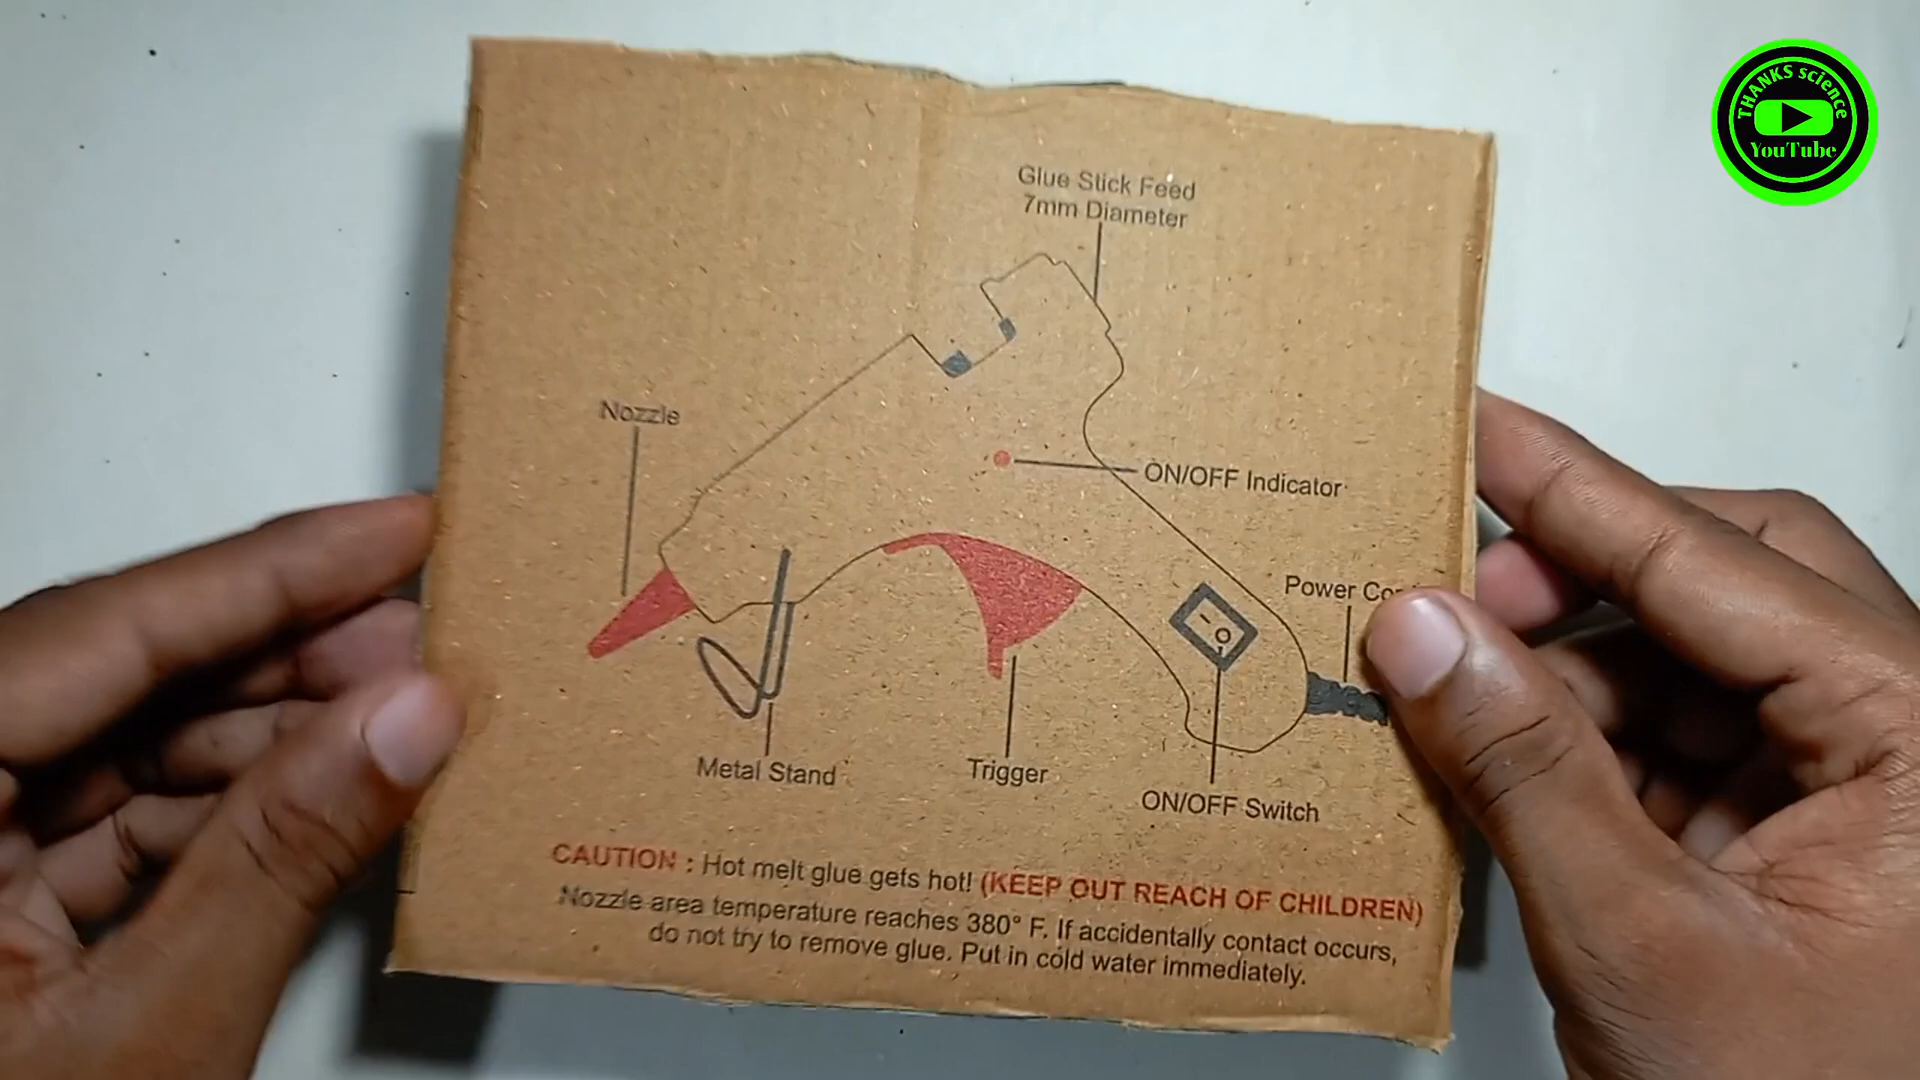 THANKS science
YouTube
Glue Stick Feed
7mm Diameter
Nozzle
ON/OFF Indicator
Power
Metal Stand
Trigger
ON/OFF Switch
CAUTION : Hot melt glue gets hot! (KEEP OUT REACH OF CHILDREN)
Nozzle area temperature reaches 380° F. If accidentally contact occurs,
do not try to remove glue. Put in cold water immediately.